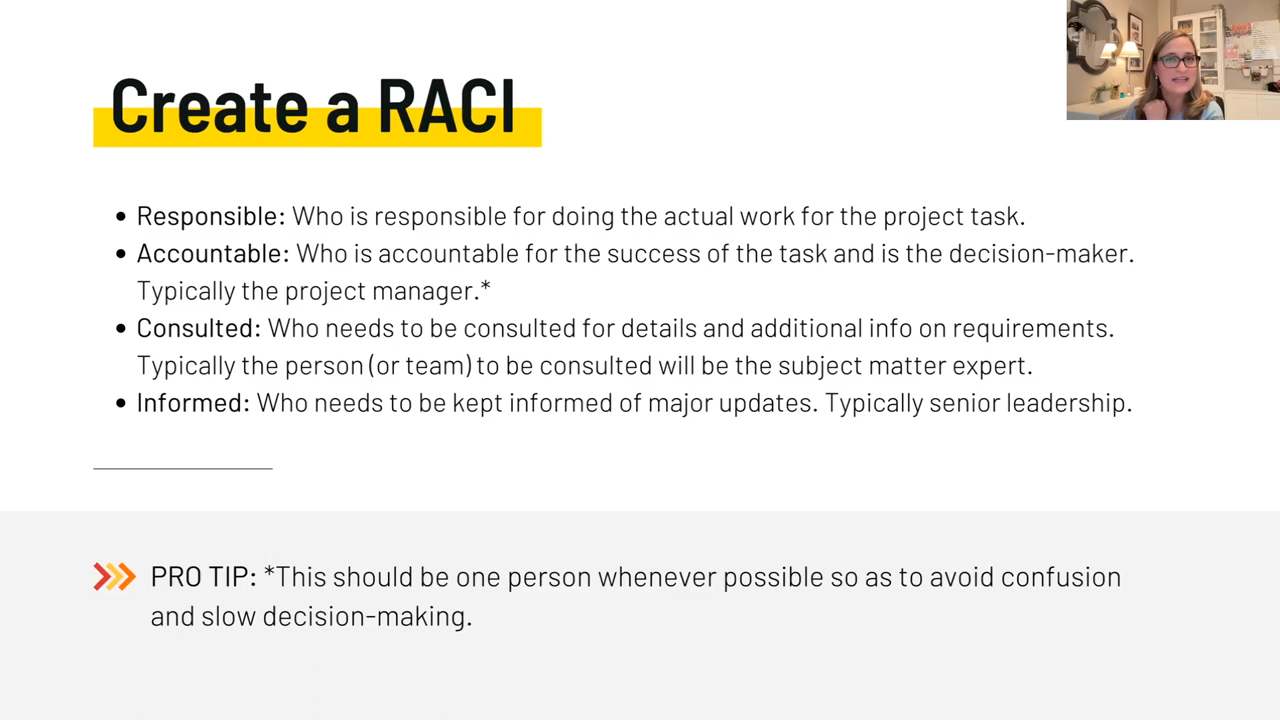 Create a RACI
• Responsible: Who is responsible for doing the actual work for the project task.
• Accountable: Who is accountable for the success of the task and is the decision-maker.
Typically the project manager.*
• Consulted: Who needs to be consulted for details and additional info on requirements.
Typically the person (or team) to be consulted will be the subject matter expert.
• Informed: Who needs to be kept informed of major updates. Typically senior leadership.
PRO TIP: *This should be one person whenever possible so as to avoid confusion
and slow decision-making.